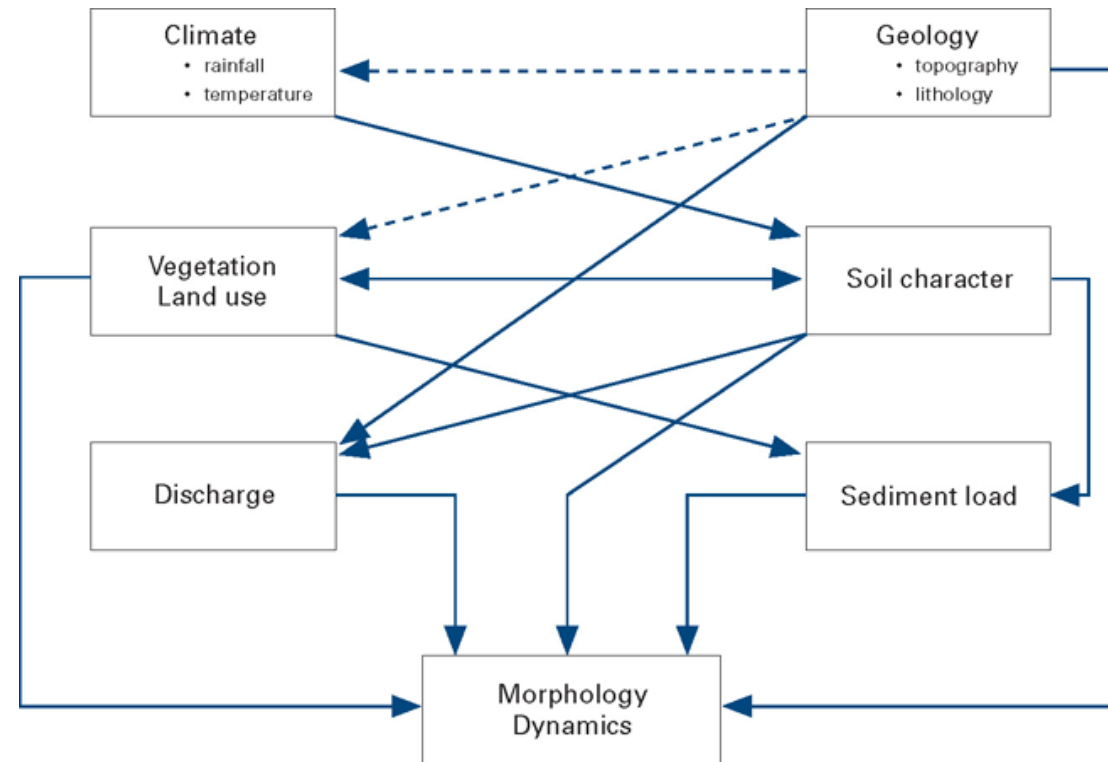 Climate
• rainfall
• temperature
Geology
• topography
• lithology
Vegetation
Land use
Soil character
Discharge
Sediment load
Morphology
Dynamics